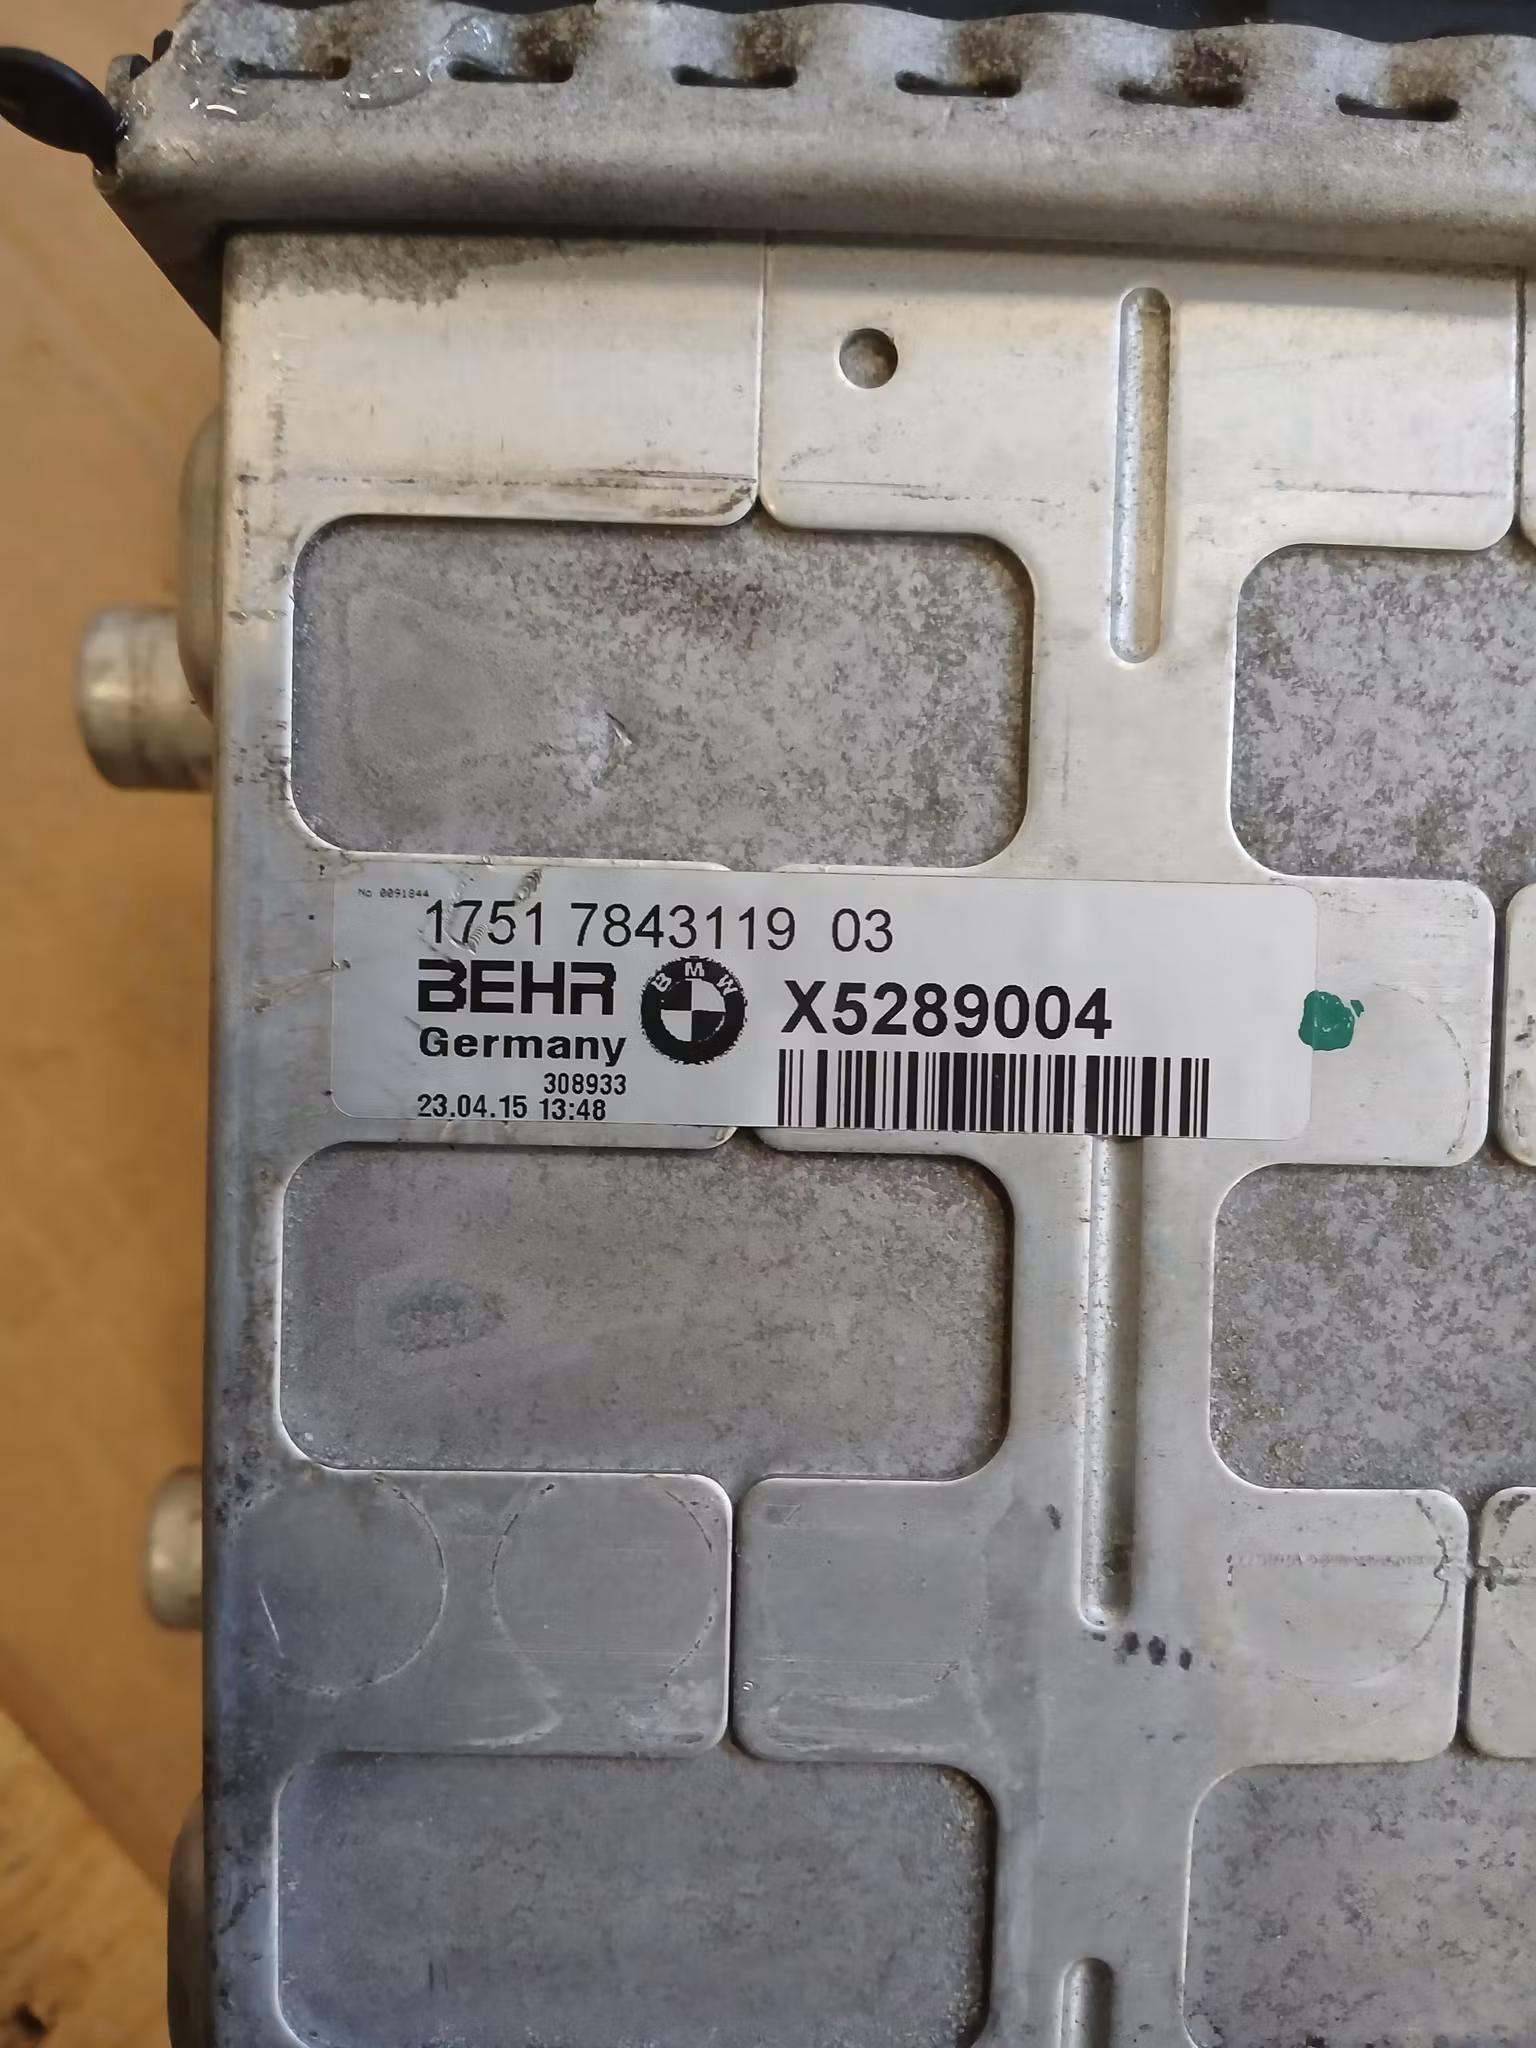 No 0091844
1751 7843119 03
BEHR
Germany
BMW
X5289004
308933
23.04.15 13:48